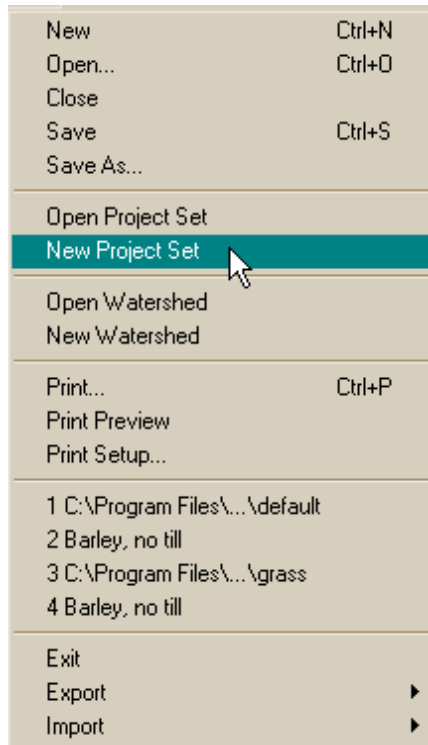 New Ctrl+N
Open... Ctrl+O
Close
Save Ctrl+S
Save As...
Open Project Set
New Project Set
Open Watershed
New Watershed
Print... Ctrl+P
Print Preview
Print Setup...
1 C:\Program Files\...\default
2 Barley, no till
3 C:\Program Files\...\grass
4 Barley, no till
Exit
Export
Import